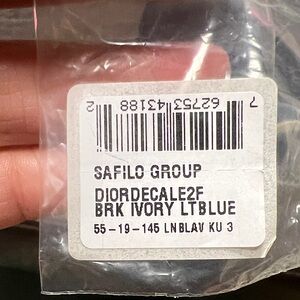 7 62753 43188 2
SAFILO GROUP
DIORDECALE2F
BRK IVORY LTBLUE
55-19-145 LNBLAV KU 3